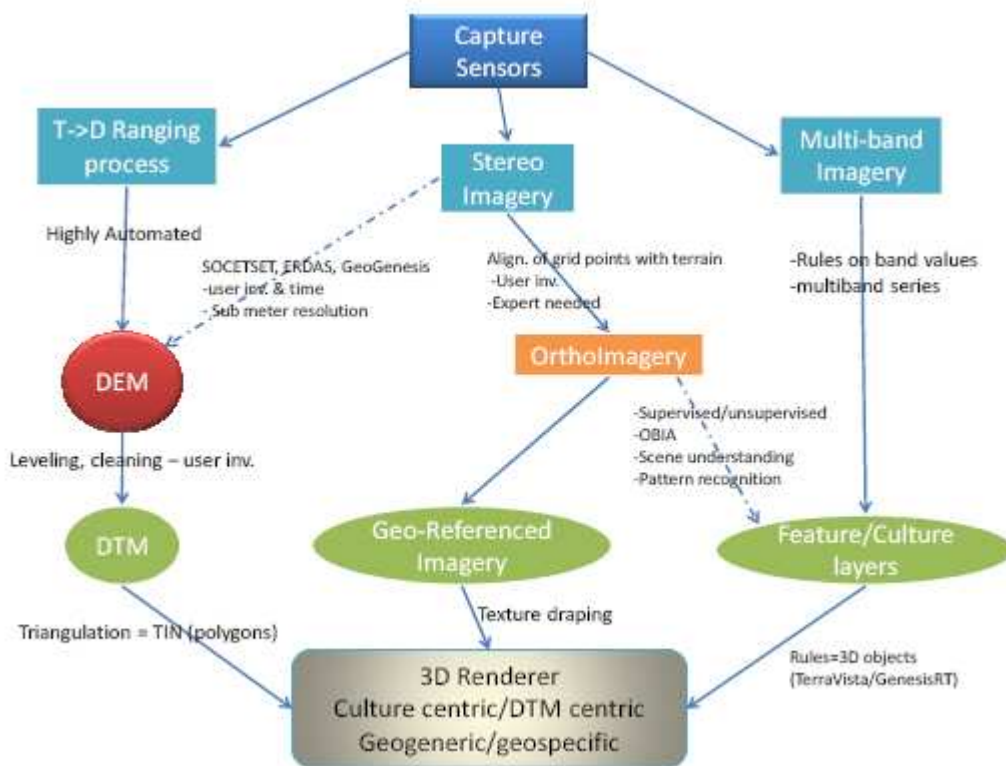 Capture
Sensors
T->D Ranging
process
Stereo
Imagery
Multi-band
Imagery
Highly Automated
SOCETSET, ERDAS, GeoGenesis
-user inv. & time
- Sub meter resolution
Align. of grid points with terrain
- User inv.
-Expert needed
-Rules on band values
-multiband series
DEM
OrthoImagery
-Supervised/unsupervised
-OBIA
-Scene understanding
-Pattern recognition
Leveling, cleaning – user inv.
DTM
Geo-Referenced
Imagery
Feature/Culture
layers
Triangulation = TIN (polygons)
Texture draping
Rules=3D objects
(TerraVista/GenesisRT)
3D Renderer
Culture centric/DTM centric
Geogeneric/geospecific